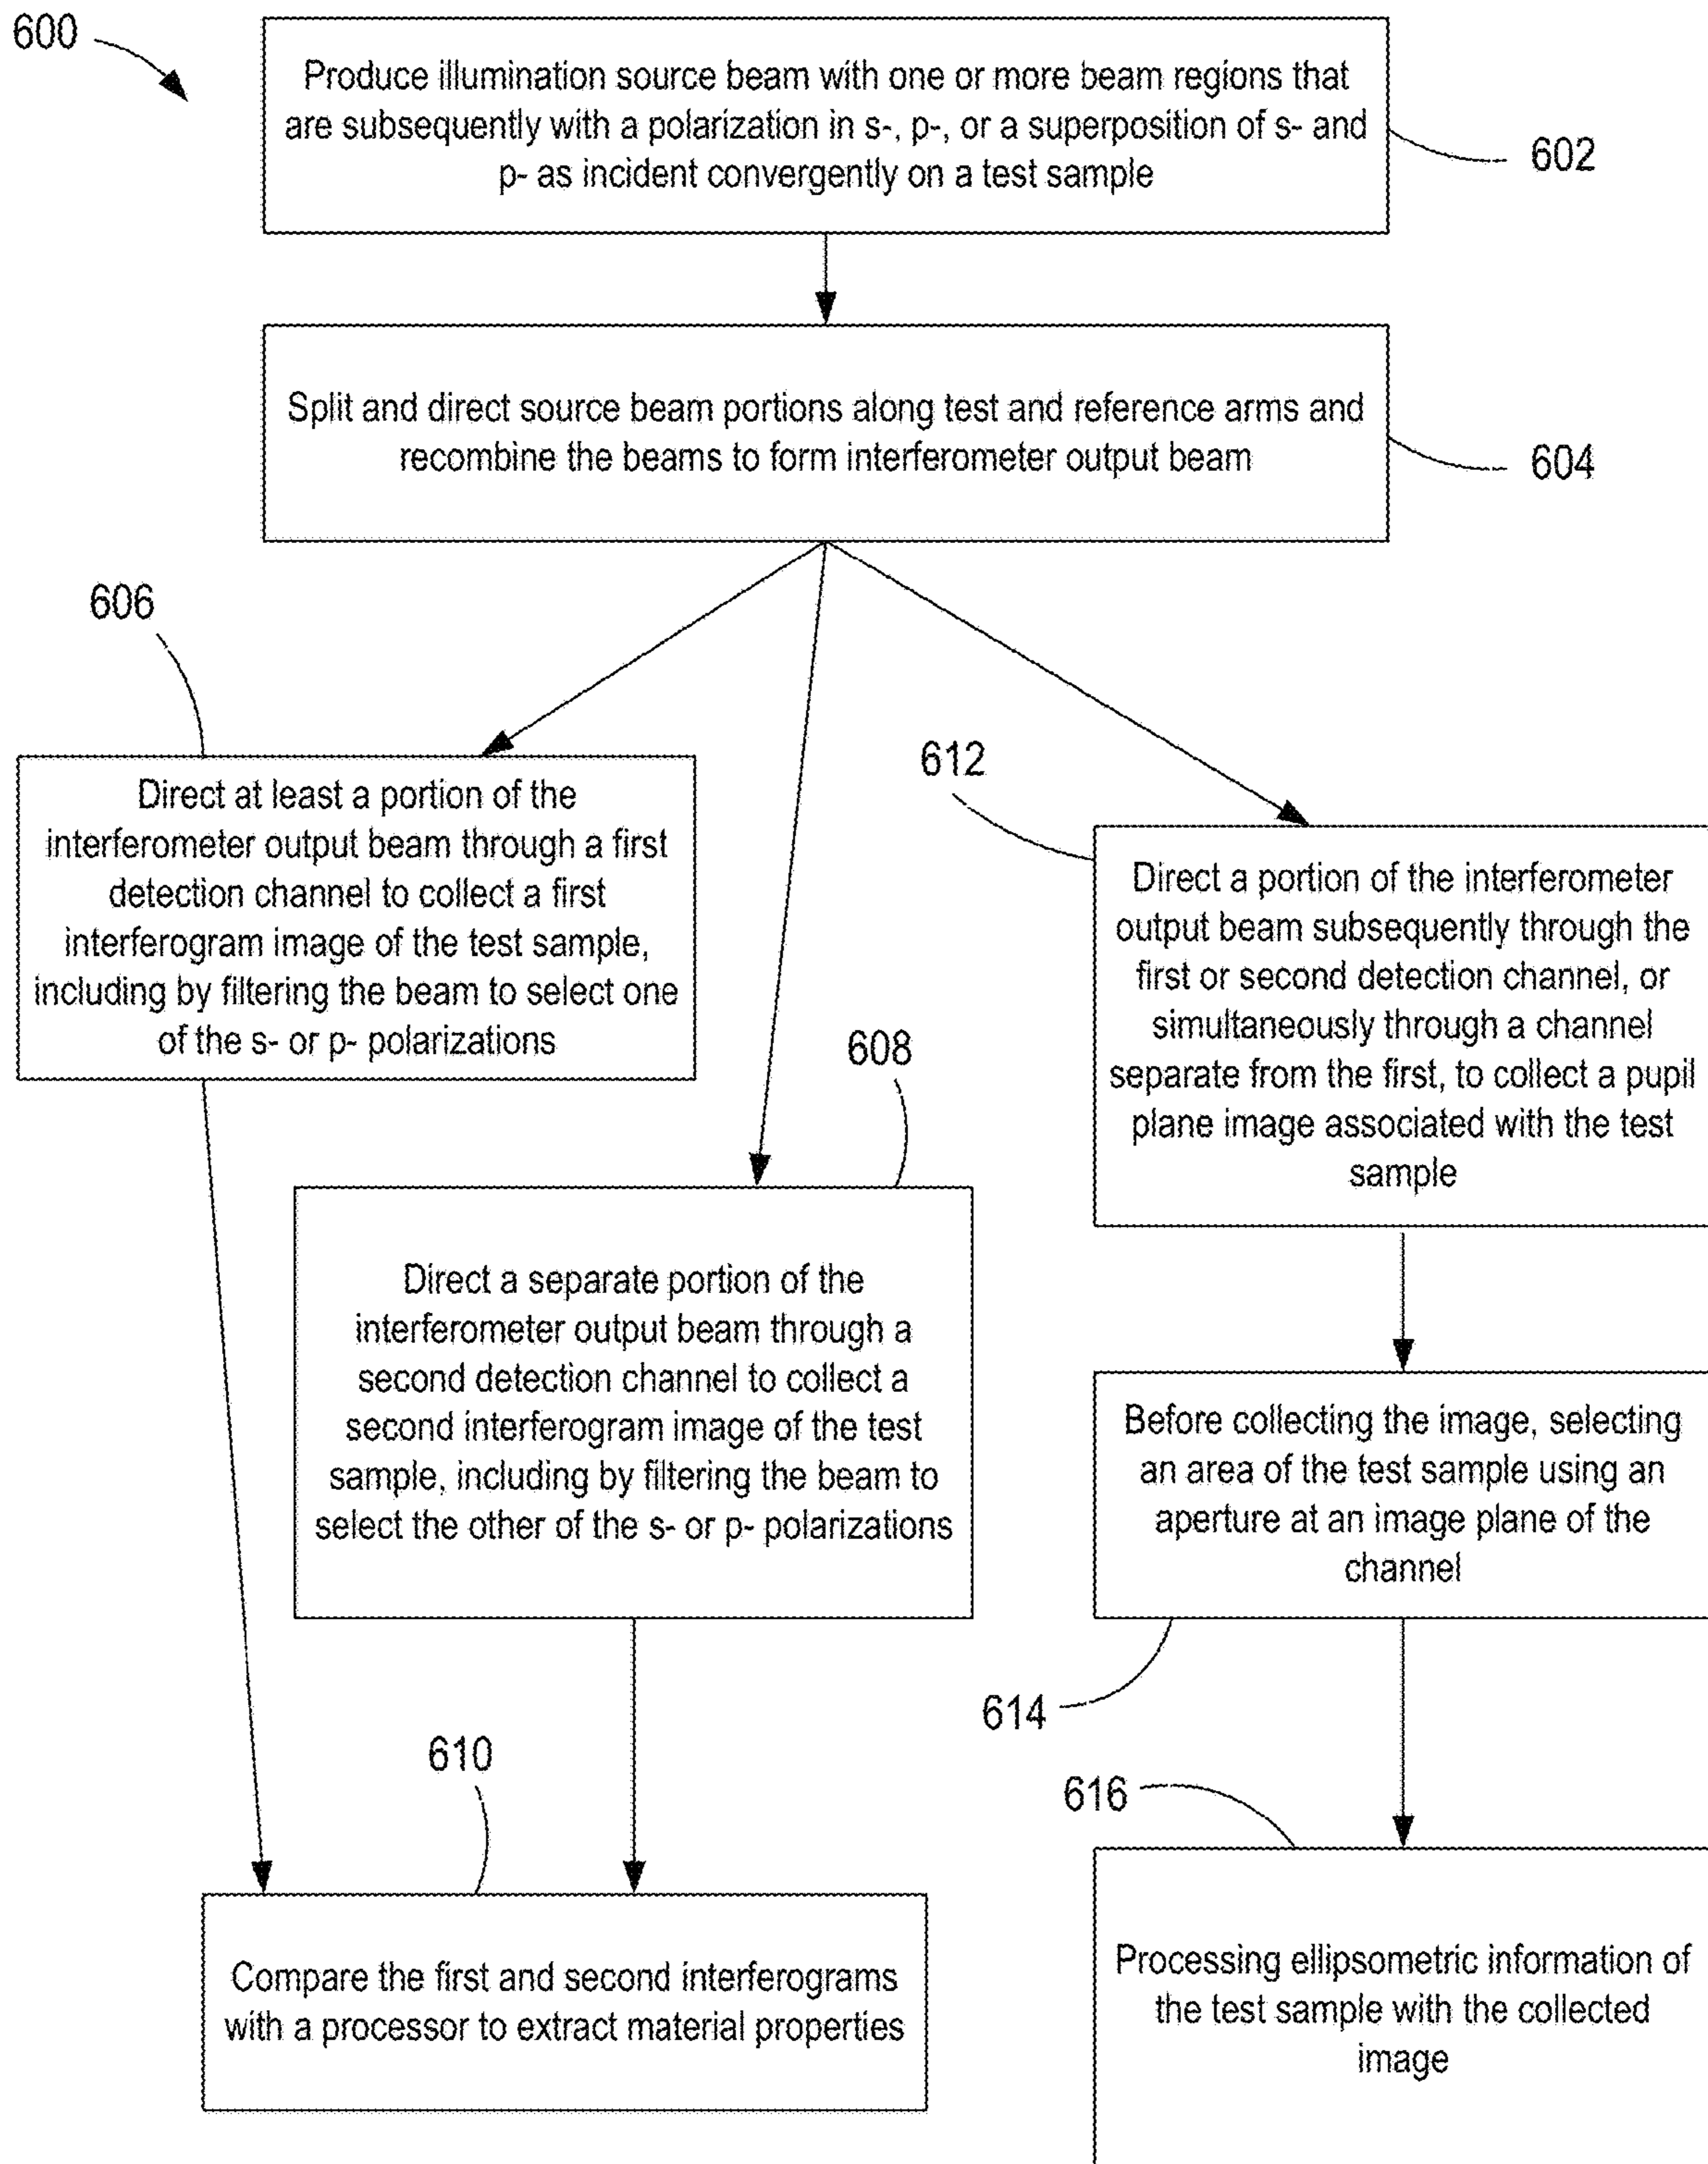 600
Produce illumination source beam with one or more beam regions that
are subsequently with a polarization in s-, p-, or a superposition of s- and
p- as incident convergently on a test sample
602
Split and direct source beam portions along test and reference arms and
recombine the beams to form interferometer output beam
604
606
Direct at least a portion of the
interferometer output beam through a first
detection channel to collect a first
interferogram image of the test sample,
including by filtering the beam to select one
of the s- or p- polarizations
612
Direct a portion of the interferometer
output beam subsequently through the
first or second detection channel, or
simultaneously through a channel
separate from the first, to collect a pupil
plane image associated with the test
sample
608
Direct a separate portion of the
interferometer output beam through a
second detection channel to collect a
second interferogram image of the test
sample, including by filtering the beam to
select the other of the s- or p- polarizations
Before collecting the image, selecting
an area of the test sample using an
aperture at an image plane of the
channel
614
610
Compare the first and second interferograms
with a processor to extract material properties
616
Processing ellipsometric information of
the test sample with the collected
image